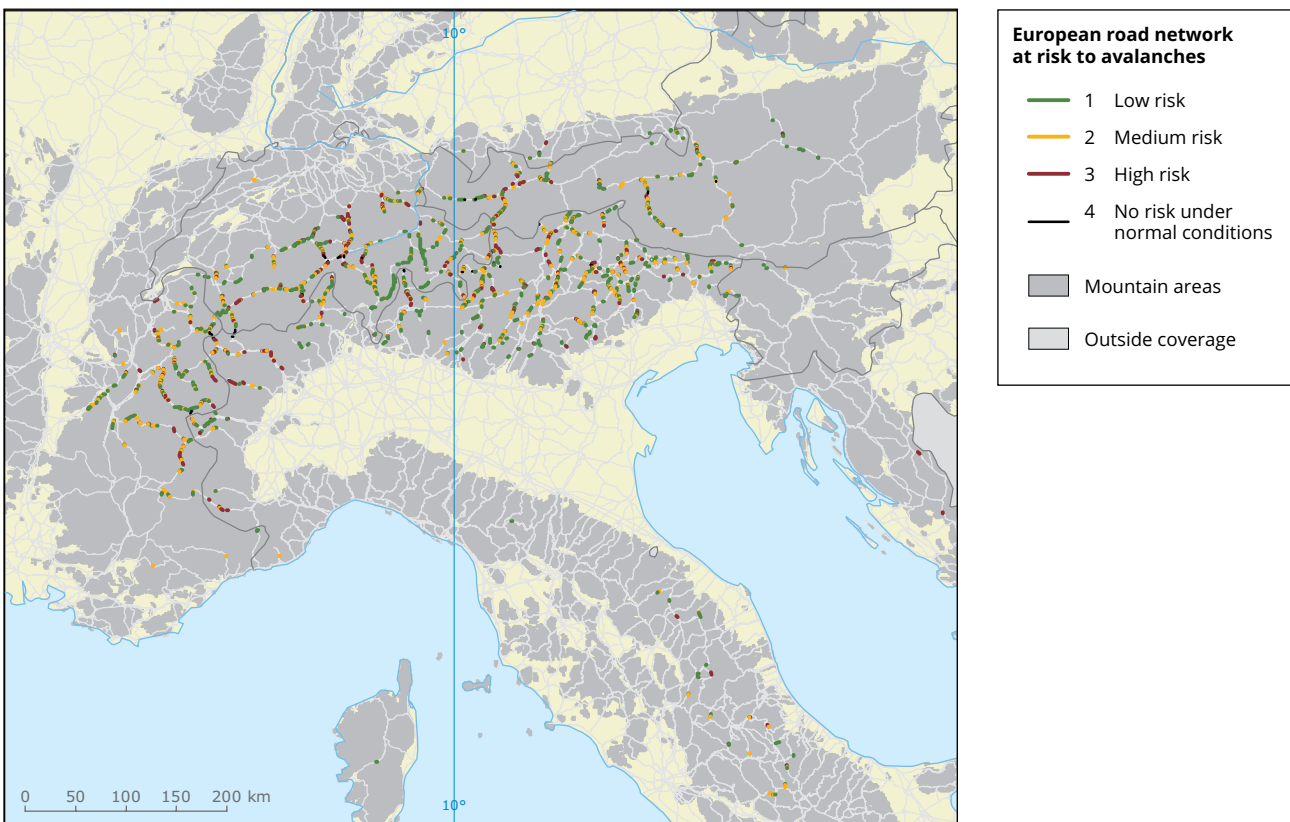 10°
10°
0 50 100 150 200 km
European road network
at risk to avalanches
1 Low risk
2 Medium risk
3 High risk
4 No risk under
normal conditions
Mountain areas
Outside coverage